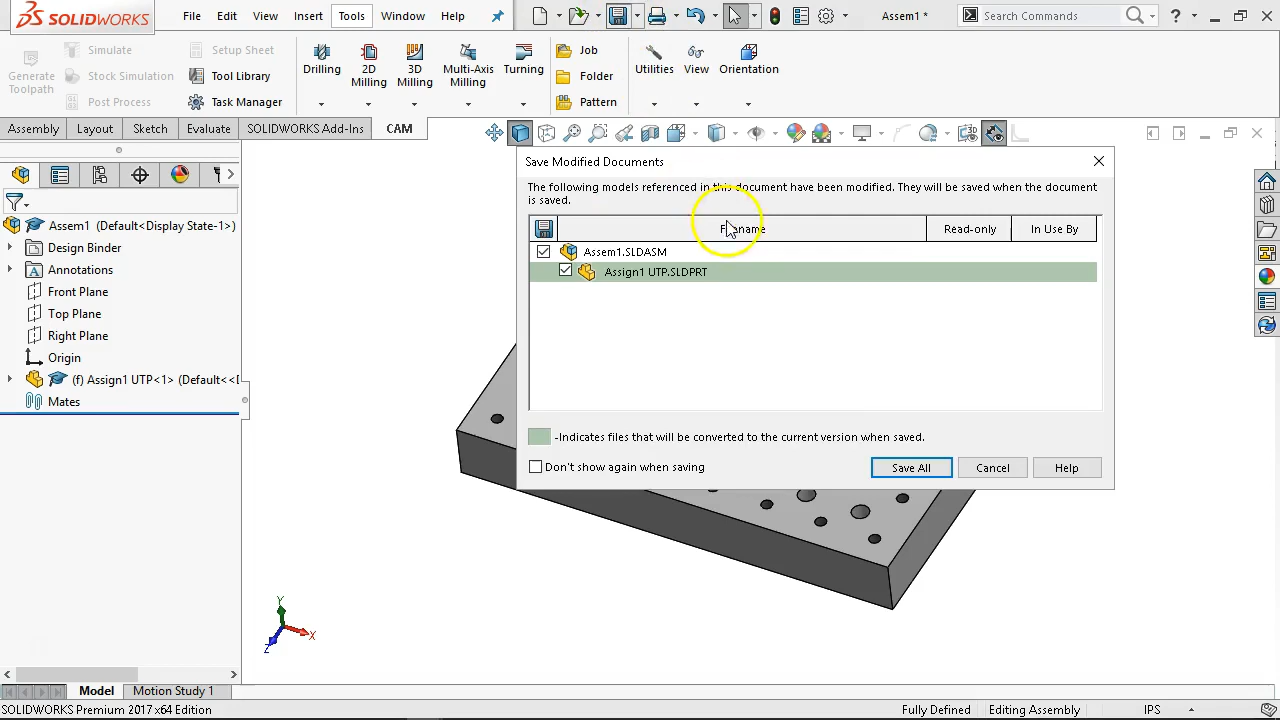 SOLIDWORKS
File
Edit
View
Insert
Tools
Window
Help
Assem1 *
Search Commands
?
Generate
Toolpath
Simulate
Stock Simulation
Post Process
Setup Sheet
Tool Library
Task Manager
Drilling
2D
Milling
3D
Milling
Multi-Axis
Milling
Turning
Job
Folder
Pattern
Utilities
View
Orientation
Assembly
Layout
Sketch
Evaluate
SOLIDWORKS Add-Ins
CAM
Assem1 (Default<Display State-1>)
Design Binder
Annotations
Front Plane
Top Plane
Right Plane
Origin
(f) Assign1 UTP<1> (Default<<D
Mates
Save Modified Documents
The following models referenced in this document have been modified. They will be saved when the document
is saved.
Filename
Read-only
In Use By
Assem1.SLDASM
Assign1 UTP.SLDPRT
-Indicates files that will be converted to the current version when saved.
Don't show again when saving
Save All
Cancel
Help
Y
X
Z
Model
Motion Study 1
SOLIDWORKS Premium 2017 x64 Edition
Fully Defined
Editing Assembly
IPS